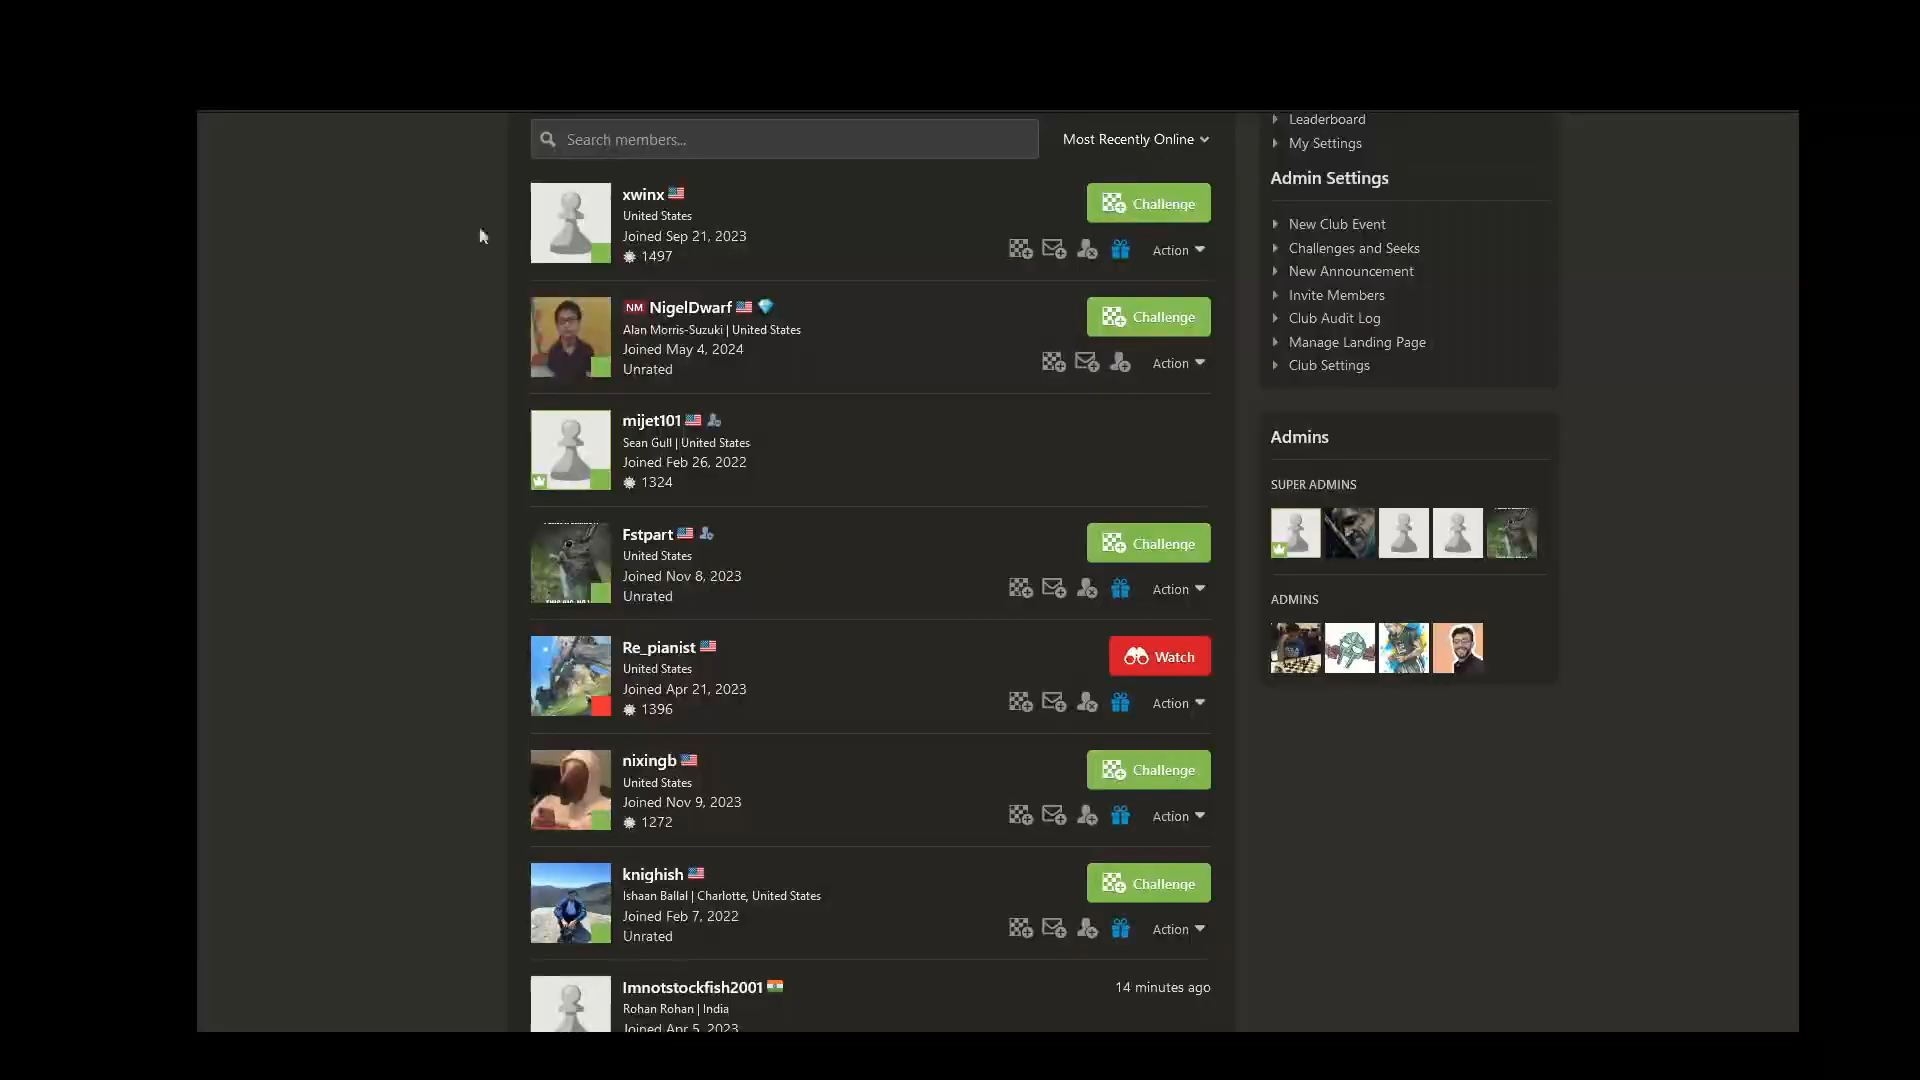 Search members...
Most Recently Online
xwinx
United States
Joined Sep 21, 2023
1497
Challenge
Action
NM NigelDwarf
Alan Morris-Suzuki | United States
Joined May 4, 2024
Unrated
Challenge
Action
mijet101
Sean Gull | United States
Joined Feb 26, 2022
1324
Fstpart
United States
Joined Nov 8, 2023
Unrated
Challenge
Action
Re_pianist
United States
Joined Apr 21, 2023
1396
Watch
Action
nixingb
United States
Joined Nov 9, 2023
1272
Challenge
Action
knighish
Ishaan Ballal | Charlotte, United States
Joined Feb 7, 2022
Unrated
Challenge
Action
Imnotstockfish2001
14 minutes ago
Rohan Rohan | India
Joined Apr 5, 2023
Leaderboard
My Settings
Admin Settings
New Club Event
Challenges and Seeks
New Announcement
Invite Members
Club Audit Log
Manage Landing Page
Club Settings
Admins
SUPER ADMINS
ADMINS